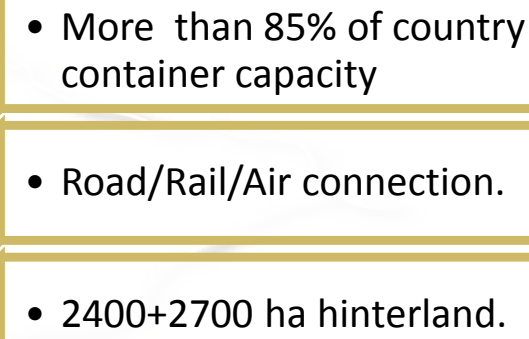 • More  than 85% of country
container capacity
• Road/Rail/Air connection.
• 2400+2700 ha hinterland.